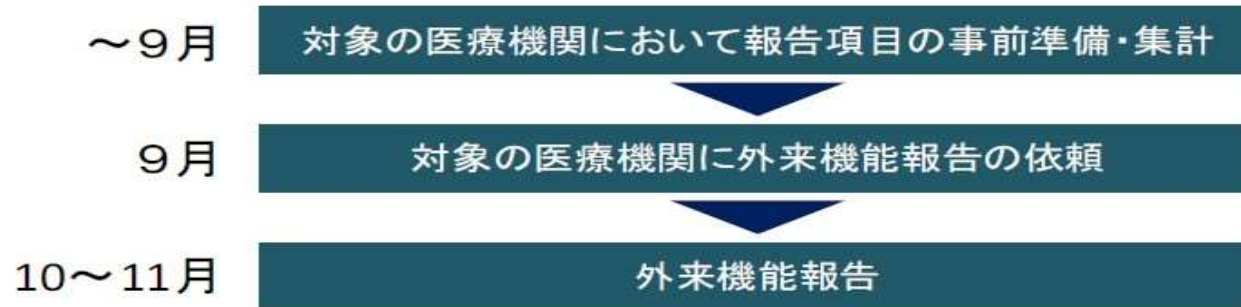 ～９月 対象の医療機関において報告項目の事前準備・集計
９月 対象の医療機関に外来機能報告の依頼
10～11月 外来機能報告